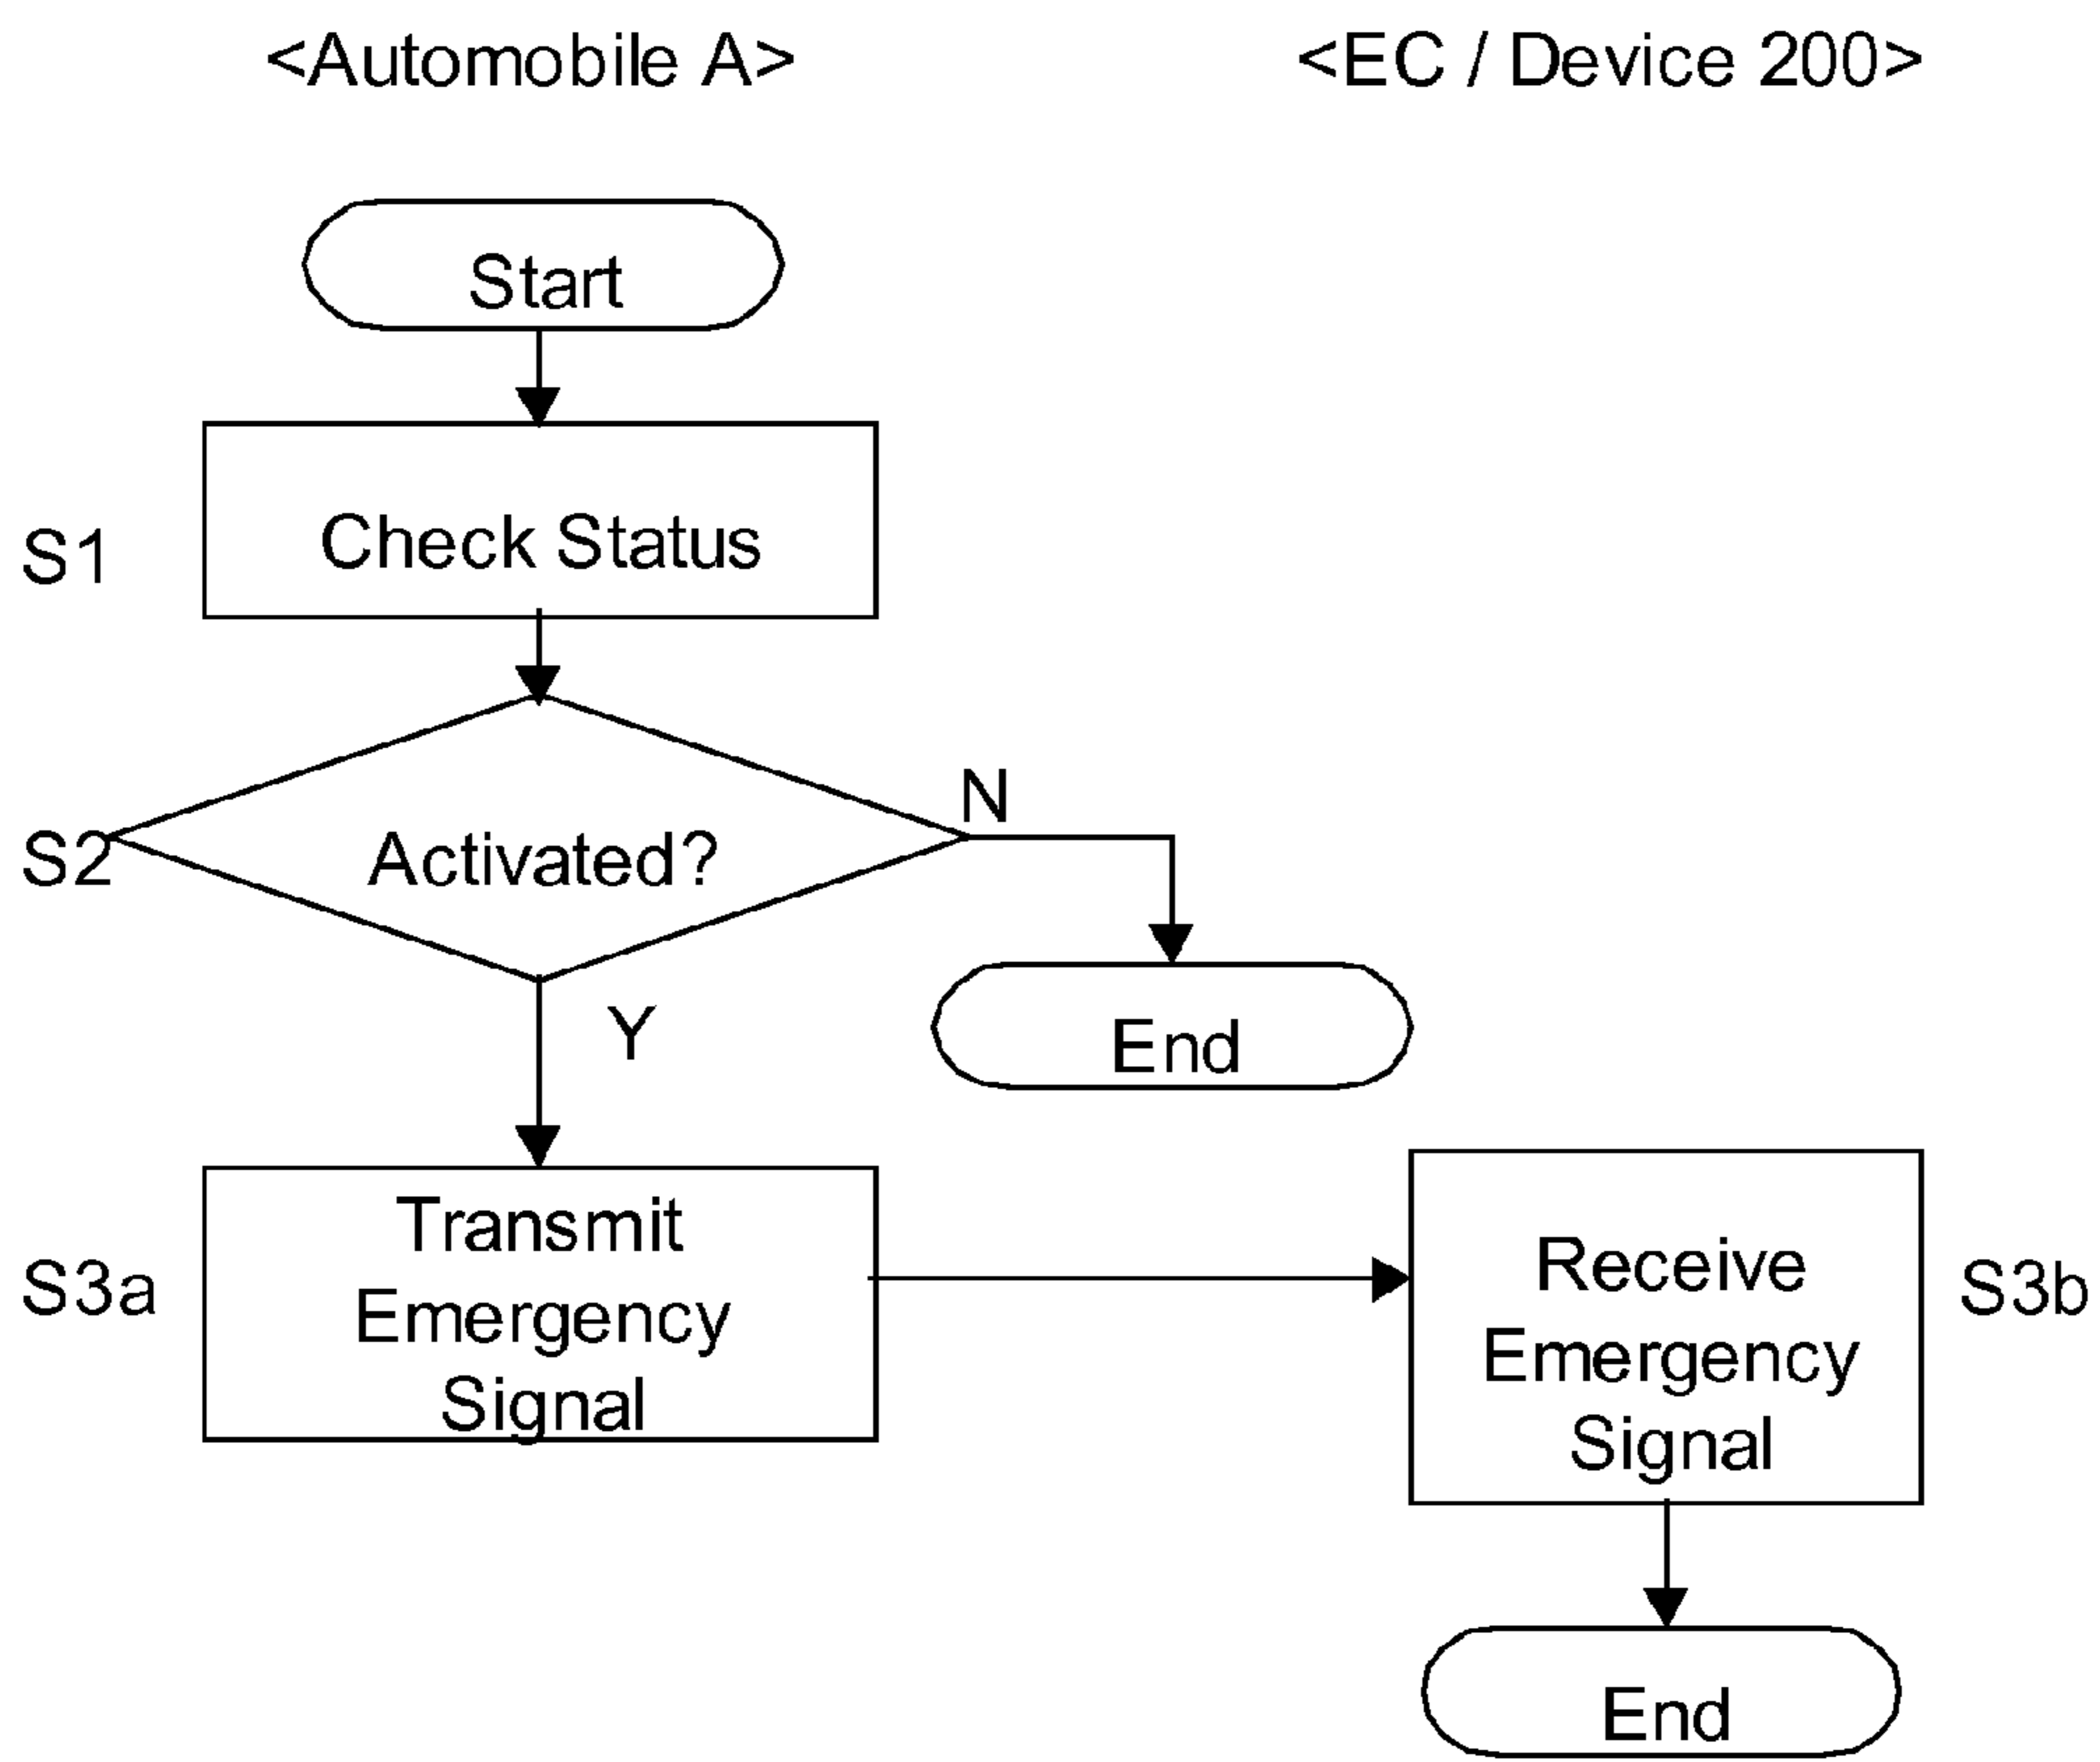 <Automobile A>
<EC / Device 200>
Start
S1
Check Status
S2
Activated?
N
Y
End
S3a
Transmit
Emergency
Signal
Receive
Emergency
Signal
S3b
End